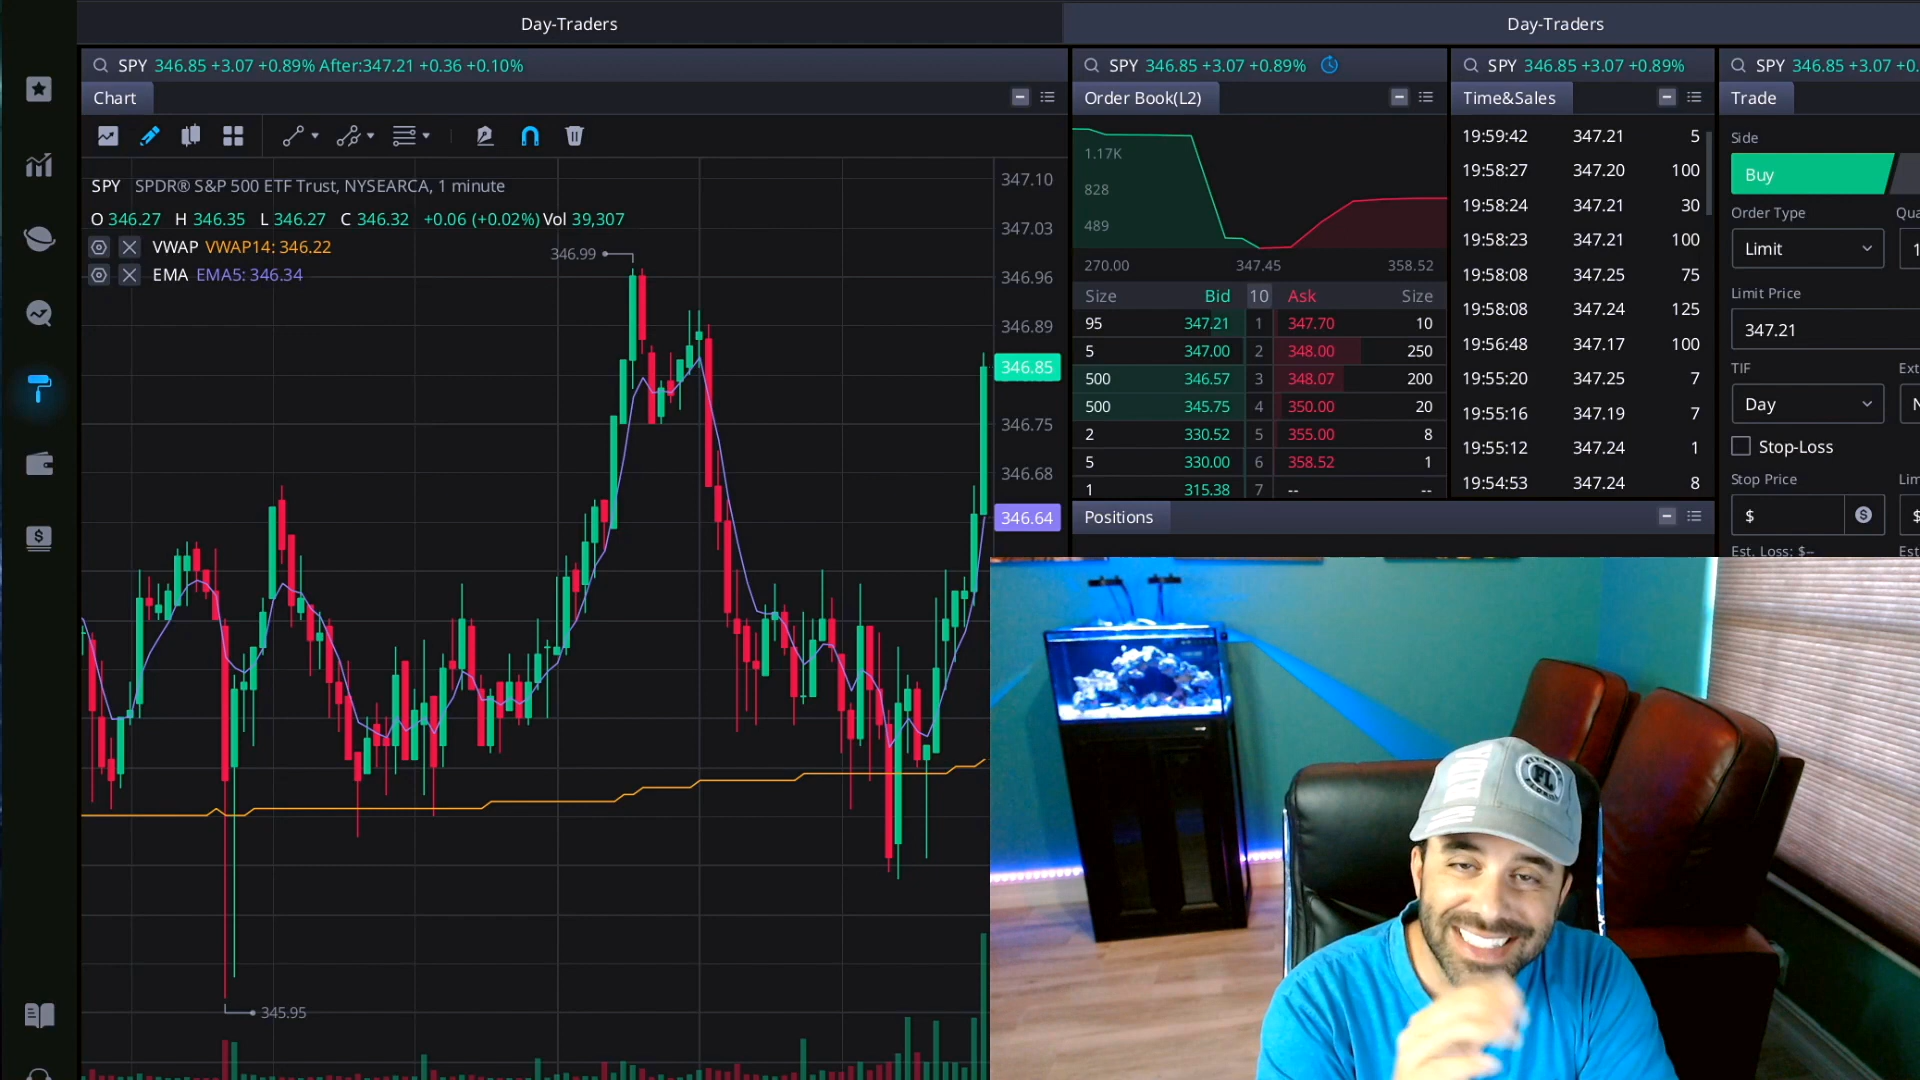 Day-Traders
Day-Traders
SPY 346.85 +3.07 +0.89% After:347.21 +0.36 +0.10%
Chart
SPY SPDR® S&P 500 ETF Trust, NYSEARCA, 1 minute
O 346.27 H 346.35 L 346.27 C 346.32 +0.06 (+0.02%) Vol 39,307
VWAP VWAP14: 346.22
EMA EMA5: 346.34
346.99
345.95
347.10
347.03
346.96
346.89
346.85
346.75
346.68
346.64
SPY 346.85 +3.07 +0.89%
Order Book(L2)
1.17K
828
489
270.00 347.45 358.52
Size Bid 10 Ask Size
95 347.21 1 347.70 10
5 347.00 2 348.00 250
500 346.57 3 348.07 200
500 345.75 4 350.00 20
2 330.52 5 355.00 8
5 330.00 6 358.52 1
1 315.38 7 -- --
Positions
SPY 346.85 +3.07 +0.89%
Time&Sales
19:59:42 347.21 5
19:58:27 347.20 100
19:58:24 347.21 30
19:58:23 347.21 100
19:58:08 347.25 75
19:58:08 347.24 125
19:56:48 347.17 100
19:55:20 347.25 7
19:55:16 347.19 7
19:55:12 347.24 1
19:54:53 347.24 8
SPY 346.85 +3.07 +0.
Trade
Side
Buy
Order Type Qua
Limit 1
Limit Price
347.21
TIF Ext
Day N
Stop-Loss
Stop Price Lim
$ $ $
Est. Loss: $-- Est
FL